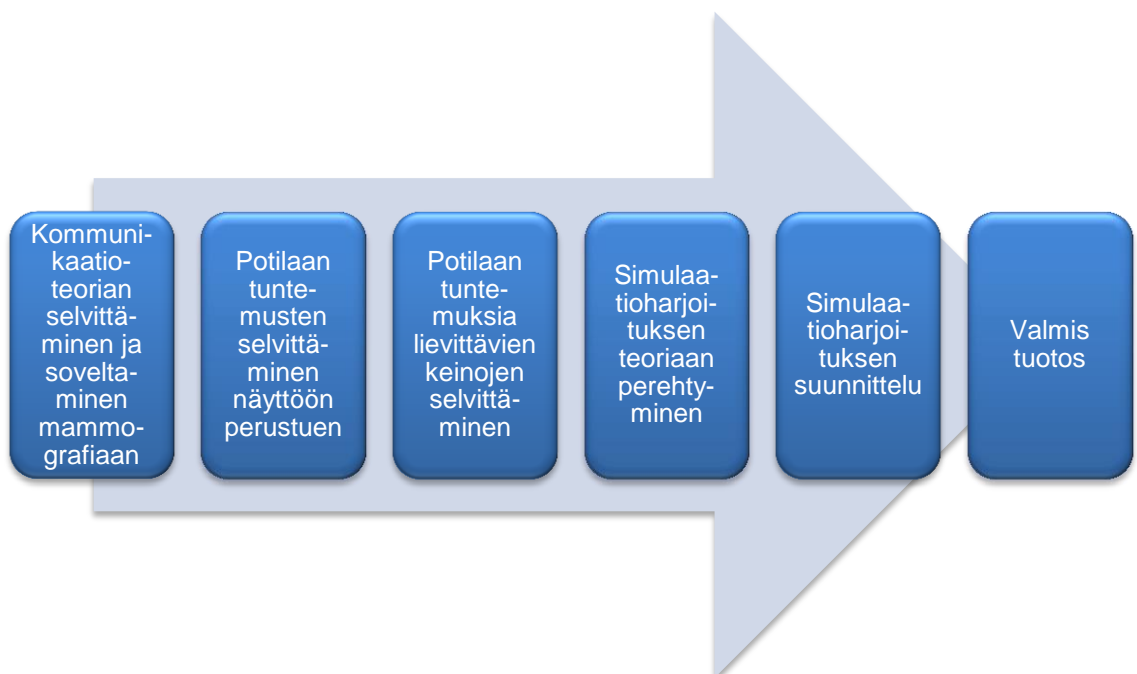 Kommuni-
kaatio-
teorian
selvittä-
minen ja
sovelta-
minen
mammo-
grafiaan
Potilaan
tunte-
musten
selvittä-
minen
näyttöön
perustuen
Potilaan
tunte-
muksia
lievittävien
keinojen
selvittä-
minen
Simulaa-
tioharjoi-
tuksen
teoriaan
perehty-
minen
Simulaa-
tioharjoi-
tuksen
suunnittelu
Valmis
tuotos